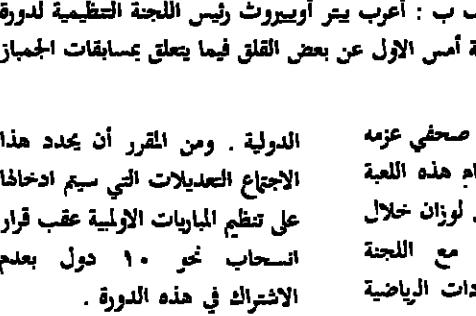 ب : أعرب بيتر أوبيروث رئيس اللجنة التنظيمية لدورة
أمس الاول عن بعض القلق فيما يتعلق بمسابقات الجمباز
صحفي عزمه
هذه اللعبة
لوزان خلال
مع اللجنة
الرياضية
الدولية . ومن المقرر أن يحدد هذا
الاجتماع التعديلات التي سيتم ادخالها
على تنظيم المباريات الاولمبية عقب قرار
انسحاب نحو ١٠ دول بعدم
الاشتراك في هذه الدورة .